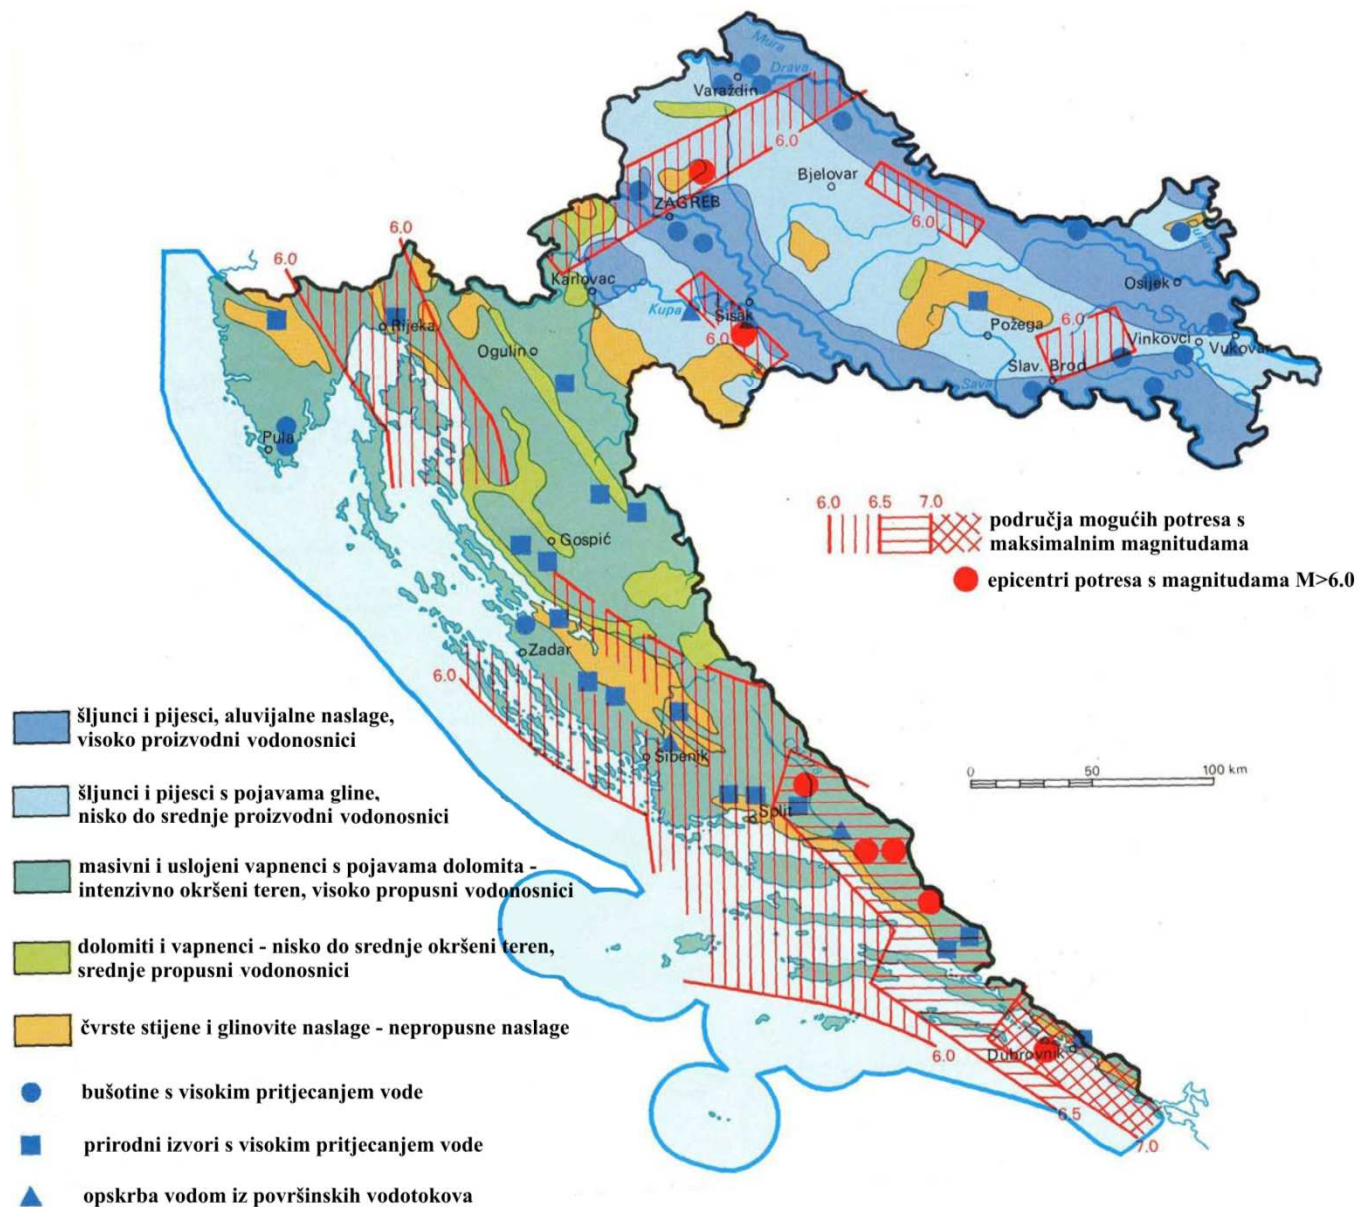 Mura
Drava
Varaždin
6.0
Bjelovar
ZAGREB
6.0
6.0
6.0
Karlovac
Osijek
Kupa
Sisak
6.0
6.0
Rijeka
Požega
Vinkovci
Vukovar
Ogulin
Slav. Brod
Sava
Pula
6.0 6.5 7.0
područja mogućih potresa s
maksimalnim magnitudama
Gospić
epicentri potresa s magnitudama M>6.0
Zadar
6.0
šljunci i pijesci, aluvijalne naslage,
visoko proizvodni vodonosnici
Šibenik
0 50 100 km
šljunci i pijesci s pojavama gline,
nisko do srednje proizvodni vodonosnici
Split
masivni i uslojeni vapnenci s pojavama dolomita -
intenzivno okršeni teren, visoko propusni vodonosnici
dolomiti i vapnenci - nisko do srednje okršeni teren,
srednje propusni vodonosnici
čvrste stijene i glinovite naslage - nepropusne naslage
6.0
Dubrovnik
bušotine s visokim pritjecanjem vode
6.5
7.0
prirodni izvori s visokim pritjecanjem vode
opskrba vodom iz površinskih vodotokova